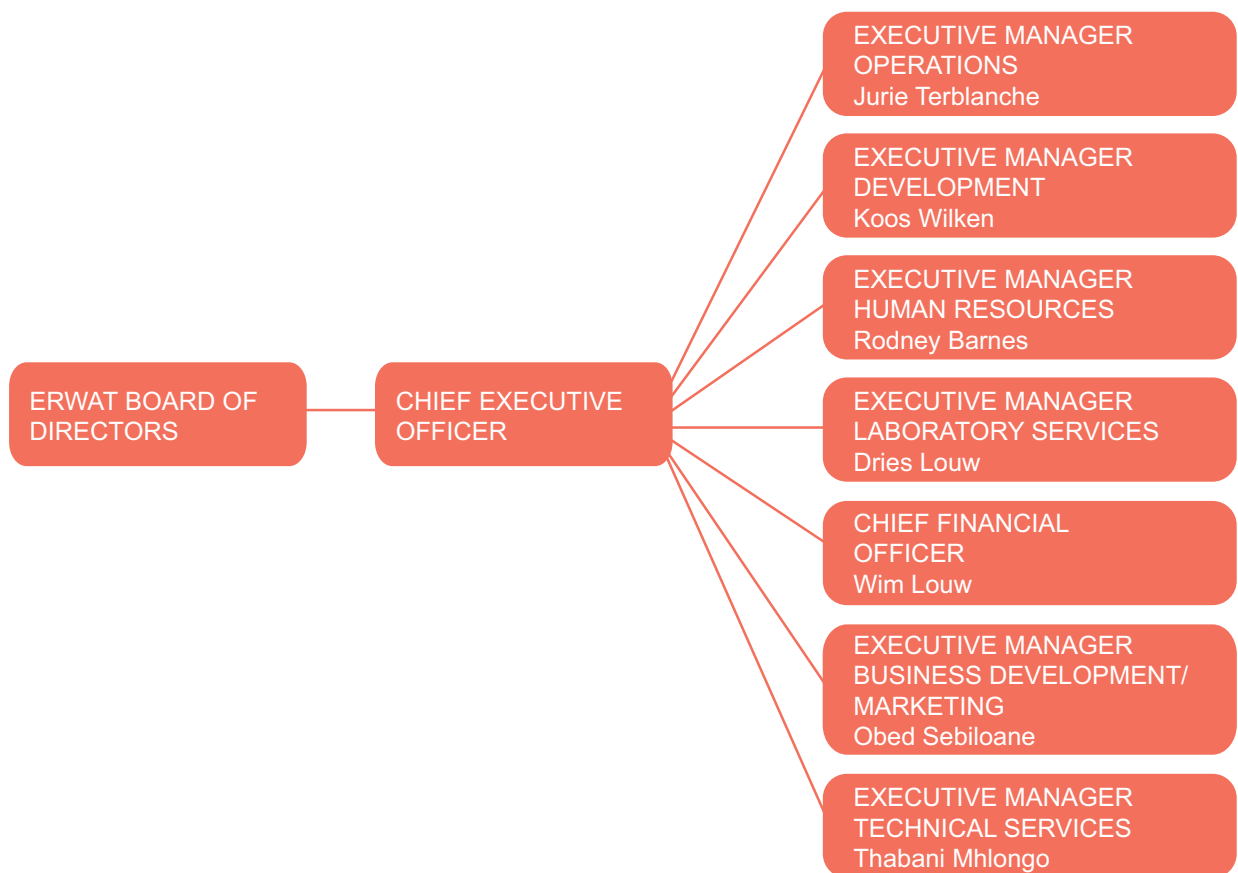 ERWAT BOARD OF
DIRECTORS
CHIEF EXECUTIVE
OFFICER
EXECUTIVE MANAGER
OPERATIONS
Jurie Terblanche
EXECUTIVE MANAGER
DEVELOPMENT
Koos Wilken
EXECUTIVE MANAGER
HUMAN RESOURCES
Rodney Barnes
EXECUTIVE MANAGER
LABORATORY SERVICES
Dries Louw
CHIEF FINANCIAL
OFFICER
Wim Louw
EXECUTIVE MANAGER
BUSINESS DEVELOPMENT/
MARKETING
Obed Sebiloane
EXECUTIVE MANAGER
TECHNICAL SERVICES
Thabani Mhlongo